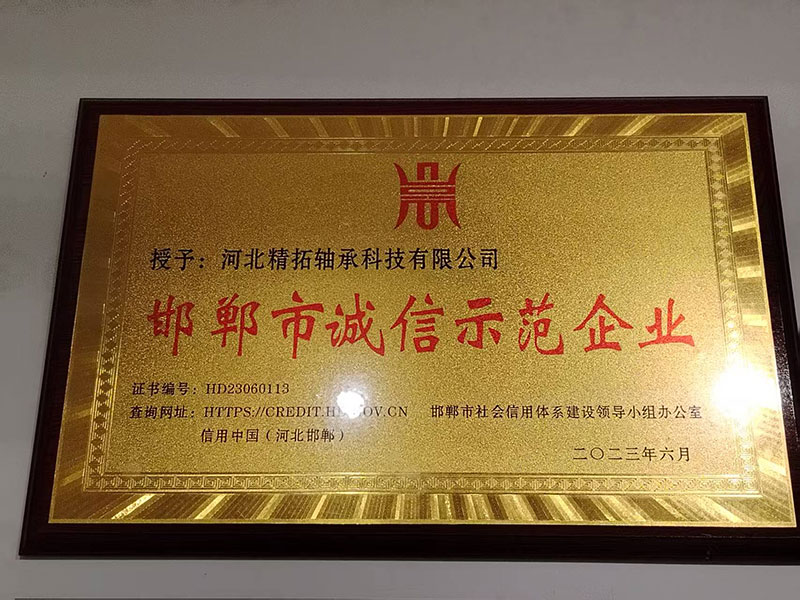 授予：河北精拓轴承科技有限公司
邯郸市诚信示范企业
证书编号：HD23060113
查询网址：HTTPS://CREDIT.H OV.CN 邯郸市社会信用体系建设领导小组办公室
信用中国（河北邯郸）
二〇二三年六月